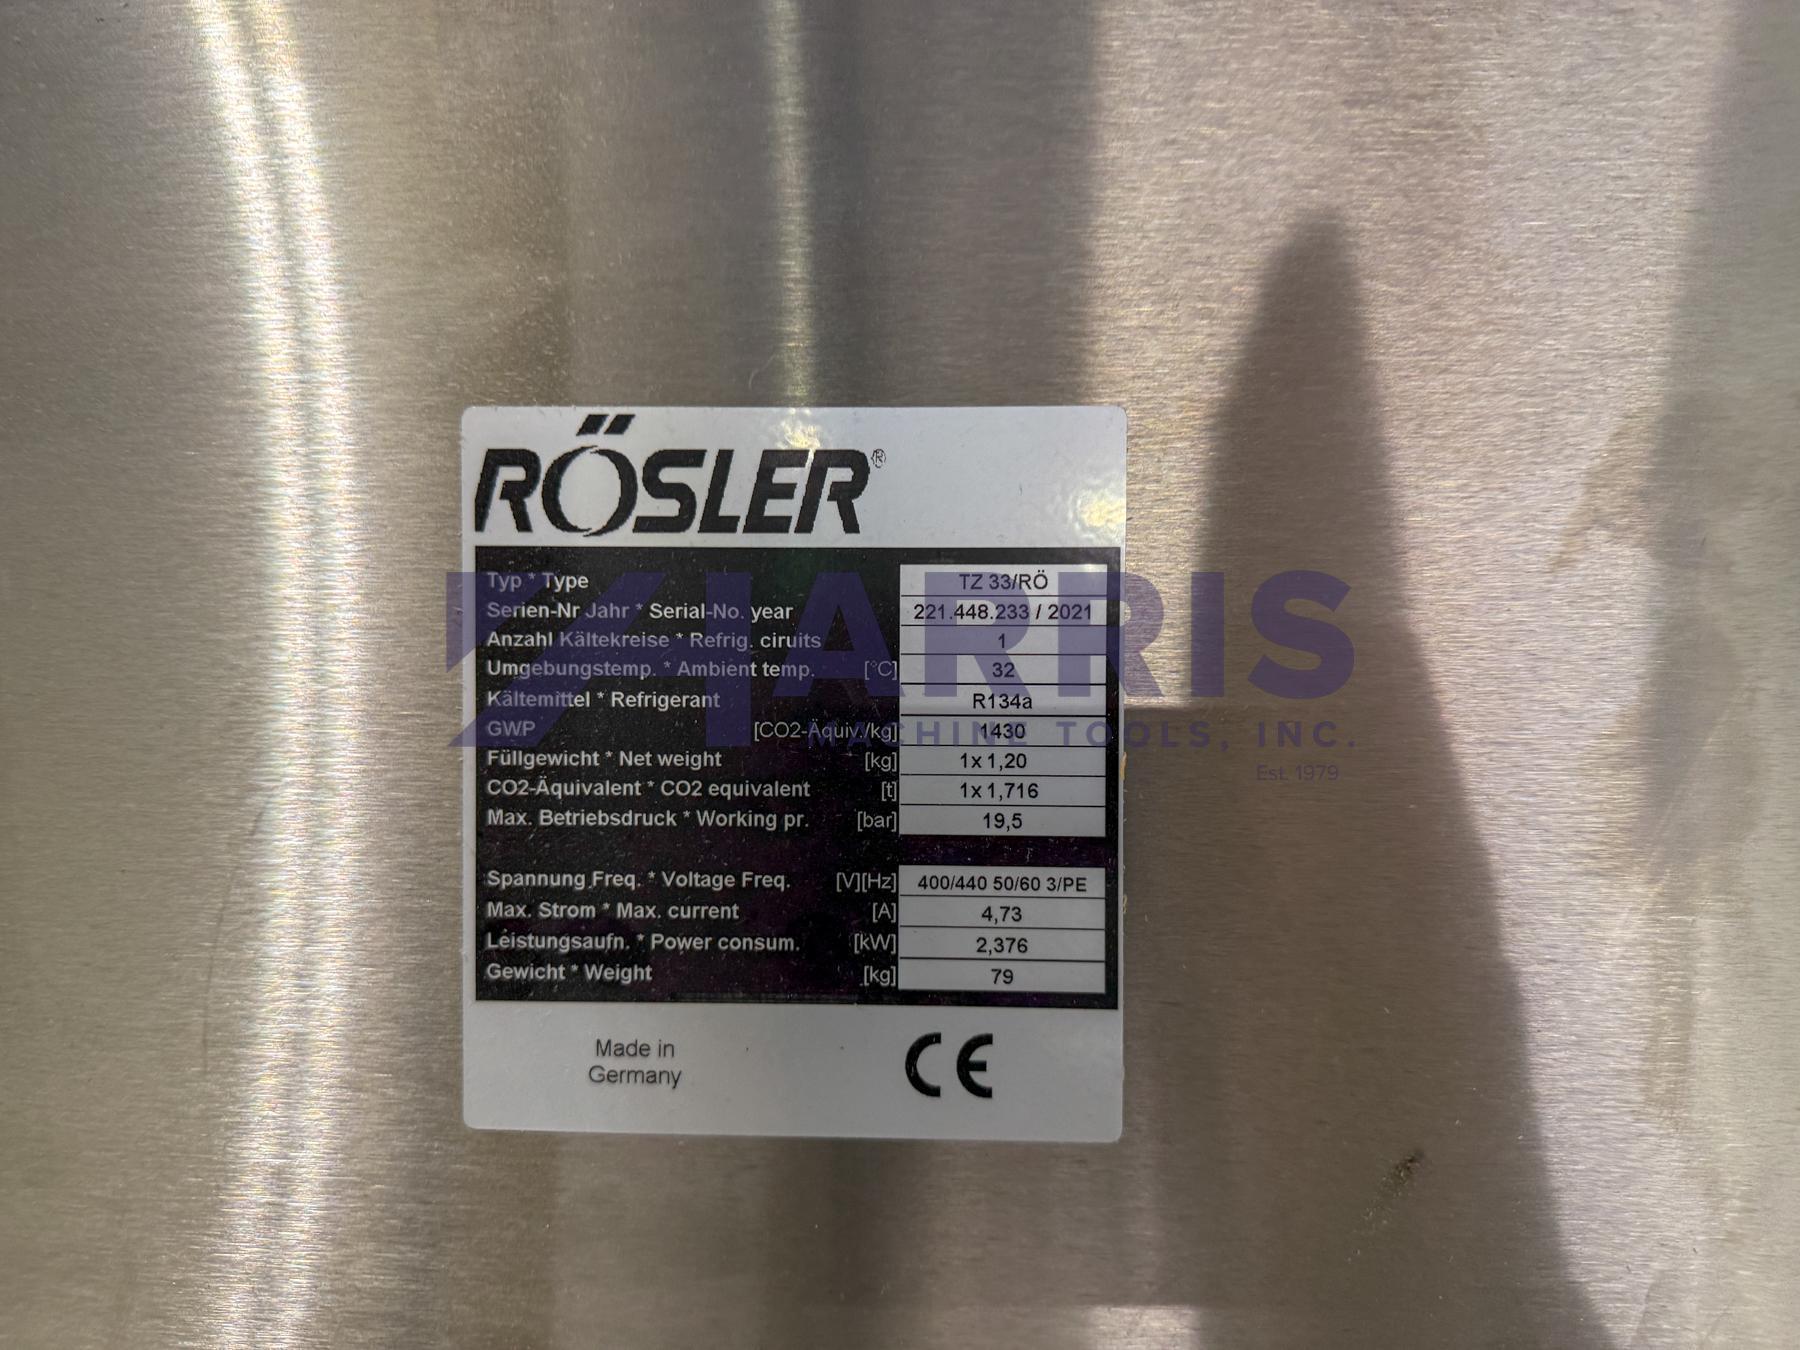 RÖSLER®
Typ * Type TZ 33/RÖ
Serien-Nr Jahr * Serial-No. year 221.448.233 / 2021
Anzahl Kältekreise * Refrig. ciruits 1
Umgebungstemp. * Ambient temp. [°C] 32
Kältemittel * Refrigerant R134a
GWP [CO2-Äquiv./kg] 1430
Füllgewicht * Net weight [kg] 1x 1,20
CO2-Äquivalent * CO2 equivalent [t] 1x 1,716
Max. Betriebsdruck * Working pr. [bar] 19,5
Spannung Freq. * Voltage Freq. [V][Hz] 400/440 50/60 3/PE
Max. Strom * Max. current [A] 4,73
Leistungsaufn. * Power consum. [kW] 2,376
Gewicht * Weight [kg] 79
Made in
Germany
CE
HARRIS
MACHINE TOOLS, INC.
Est. 1979